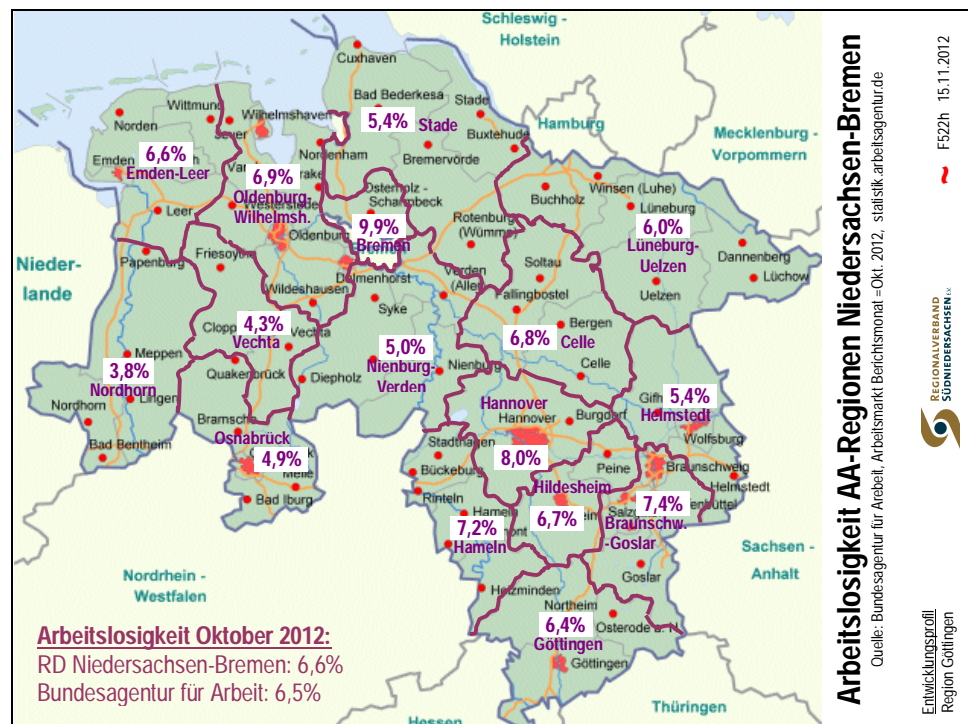 Schleswig -
Holstein
Cuxhaven
Bad Bederkesa
Stade
5,4% Stade
Hamburg
Mecklenburg -
Vorpommern
Wittmund
Wilhelmshaven
Norden
Jever
Buxtehude
Nordenham
Bremervörde
Emden
6,6%
Emden-Leer
6,9%
Oldenburg-
Wilhelmsh.
Westerstede
Osterholz -
Scharmbeck
Winsen (Luhe)
Buchholz
Lüneburg
Leer
Oldenburg
9,9%
Bremen
Rotenburg
(Wümme)
6,0%
Lüneburg-
Uelzen
Dannenberg
Lüchow
Nieder-
lande
Papenburg
Friesoythe
Delmenhorst
Soltau
Verden
(Aller)
Fallingbostel
Uelzen
Wildeshausen
Syke
Bergen
4,3%
Vechta
Vechta
6,8% Celle
Meppen
5,0%
Nienburg-
Verden
Nienburg
Celle
3,8%
Nordhorn
Quakenbrück
Diepholz
5,4%
Helmstedt
Nordhorn
Lingen
Hannover
Hannover
Burgdorf
Wolfsburg
Bramsche
Osnabrück
4,9%
Melle
Stadthagen
8,0%
Peine
Braunschweig
Bad Bentheim
Bückeburg
Hildesheim
Helmstedt
Bad Iburg
Rinteln
6,7%
7,4%
Braunschw.
-Goslar
Hameln
7,2%
Hameln
Sachsen -
Anhalt
Goslar
Nordrhein -
Westfalen
Holzminden
Northeim
Osterode a. H
6,4%
Göttingen
Göttingen
Arbeitslosigkeit Oktober 2012:
RD Niedersachsen-Bremen: 6,6%
Bundesagentur für Arbeit: 6,5%
Hessen
Thüringen
Arbeitslosigkeit AA-Regionen Niedersachsen-Bremen
Quelle: Bundesagentur für Arebeit, Arbeitsmarkt Berichtsmonat =Okt. 2012, statistik.arbeitsagentur.de
F522h 15.11.2012
REGIONALVERBAND
SÜDNIEDERSACHSEN E.V.
Entwicklungsprofil
Region Göttingen